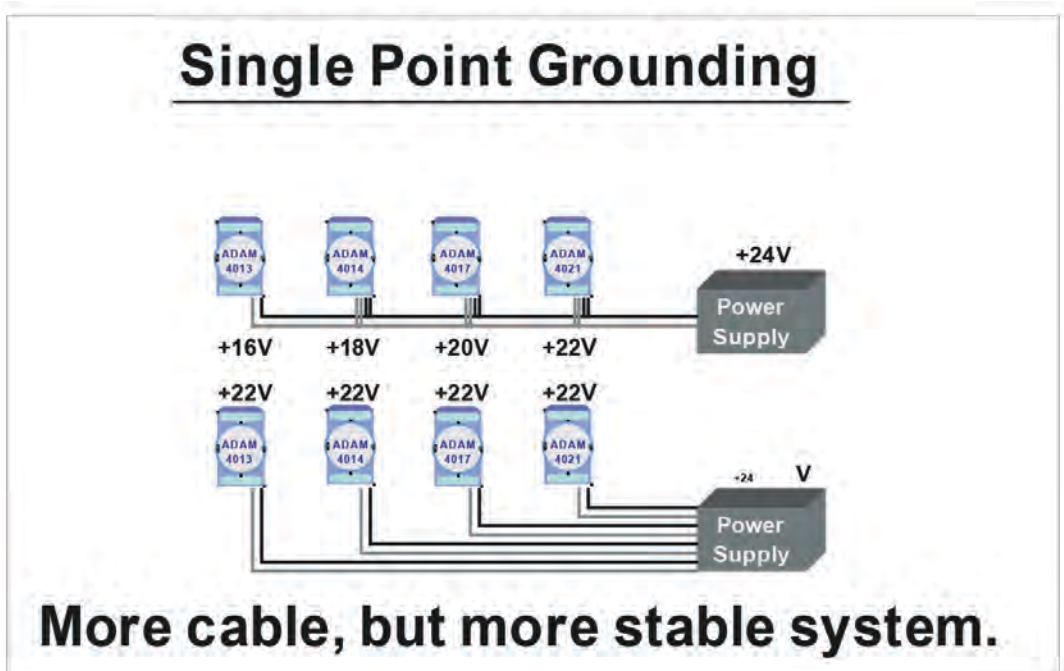 Single Point Grounding
ADAM 4013
ADAM 4014
ADAM 4017
ADAM 4021
+24V
Power
Supply
+16V +18V +20V +22V
+22V +22V +22V +22V
ADAM 4013
ADAM 4014
ADAM 4017
ADAM 4021
+24 V
Power
Supply
More cable, but more stable system.